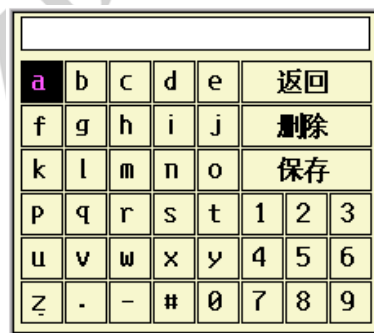 a b c d e 返回
f g h i j 删除
k l m n o 保存
p q r s t 1 2 3
u v w x y 4 5 6
z . - # 0 7 8 9